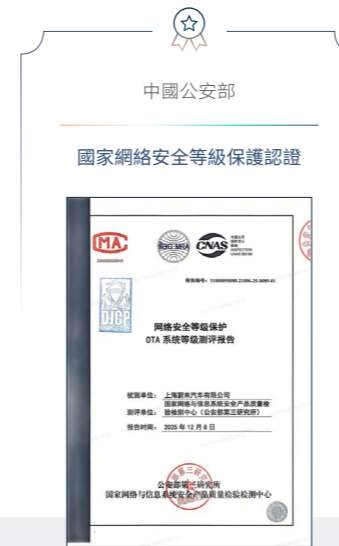 中國公安部
國家網絡安全等級保護認證
MA
ILAC-MRA
CNAS
INSPECTION
DJCP
网络安全等级保护
OTA 系统等级测评报告
被测单位： 上海蔚来汽车有限公司
国家网络与信息系统安全产品质量检
测评单位： 验检测中心（公安部第三研究所）
报告时间： 2025 年 12 月 8 日
公安部第三研究所
国家网络与信息系统安全产品质量检验检测中心